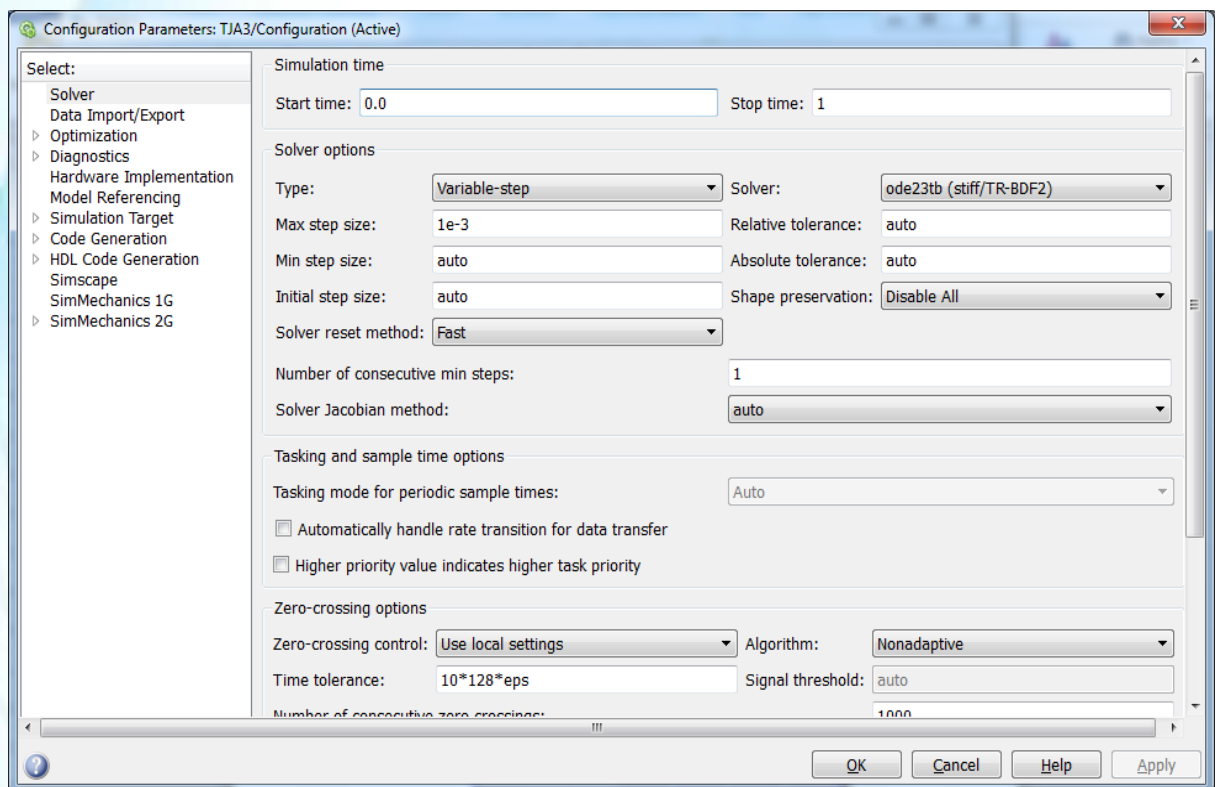 Configuration Parameters: TJA3/Configuration (Active)
Select:
Solver
Data Import/Export
Optimization
Diagnostics
Hardware Implementation
Model Referencing
Simulation Target
Code Generation
HDL Code Generation
Simscape
SimMechanics 1G
SimMechanics 2G
Simulation time
Start time: 0.0 Stop time: 1
Solver options
Type: Variable-step Solver: ode23tb (stiff/TR-BDF2)
Max step size: 1e-3 Relative tolerance: auto
Min step size: auto Absolute tolerance: auto
Initial step size: auto Shape preservation: Disable All
Solver reset method: Fast
Number of consecutive min steps: 1
Solver Jacobian method: auto
Tasking and sample time options
Tasking mode for periodic sample times: Auto
Automatically handle rate transition for data transfer
Higher priority value indicates higher task priority
Zero-crossing options
Zero-crossing control: Use local settings Algorithm: Nonadaptive
Time tolerance: 10*128*eps Signal threshold: auto
Number of consecutive zero crossings: 1000
OK Cancel Help Apply